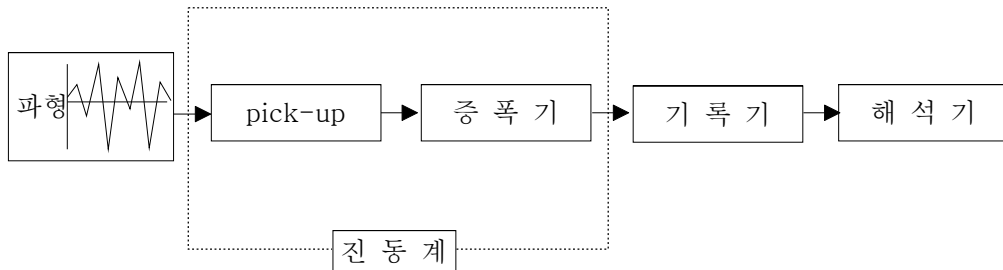 파형
pick-up
증 폭 기
기 록 기
해 석 기
진 동 계